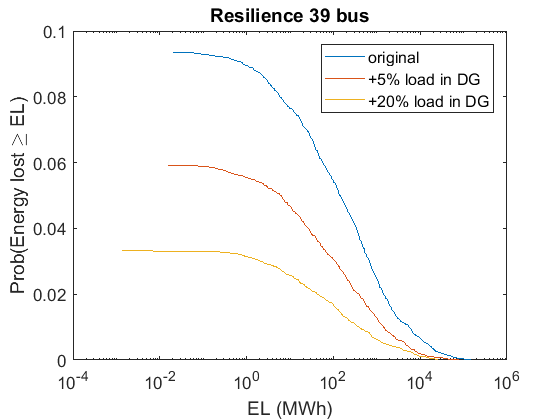 Resilience 39 bus
0.1
0.08
0.06
0.04
0.02
0
Prob(Energy lost ≥ EL)
original
+5% load in DG
+20% load in DG
10^-4
10^-2
10^0
10^2
10^4
10^6
EL (MWh)